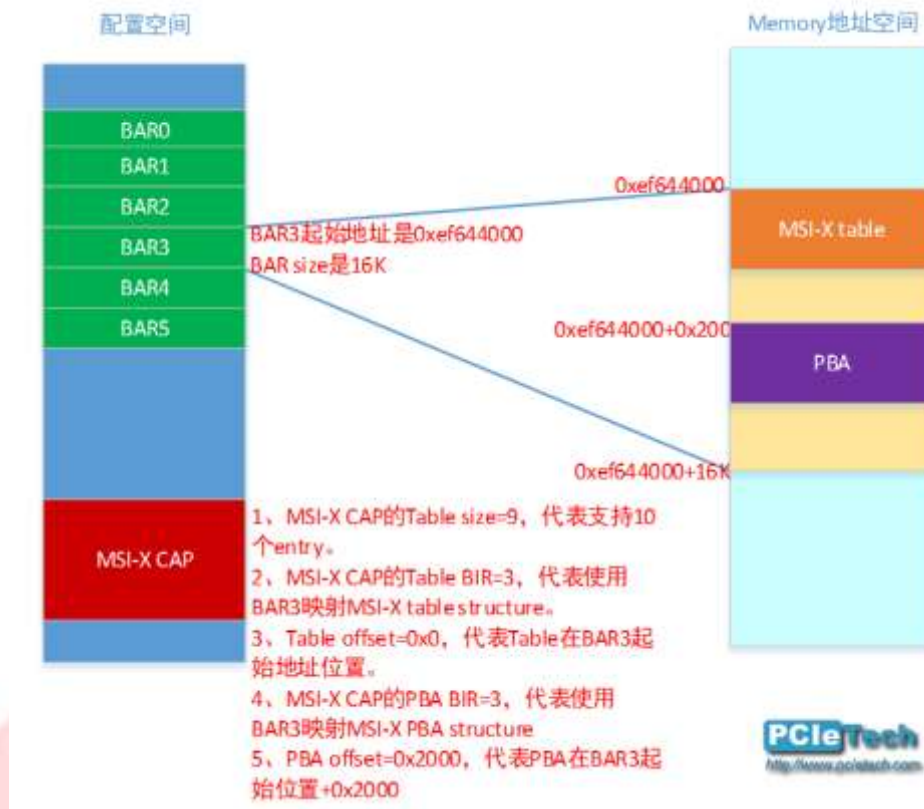 配置空间
Memory地址空间
BAR0
BAR1
BAR2
BAR3
BAR4
BAR5
0xef644000
BAR3起始地址是0xef644000
BAR size是16K
MSI-X table
0xef644000+0x200
PBA
0xef644000+16K
MSI-X CAP
1、MSI-X CAP的Table size=9，代表支持10
个entry。
2、MSI-X CAP的Table BIR=3，代表使用
BAR3映射MSI-X table structure。
3、Table offset=0x0，代表Table在BAR3起
始地址位置。
4、MSI-X CAP的PBA BIR=3，代表使用
BAR3映射MSI-X PBA structure
5、PBA offset=0x2000，代表PBA在BAR3起
始位置+0x2000
PCIeTech
http://www.pcietech.com